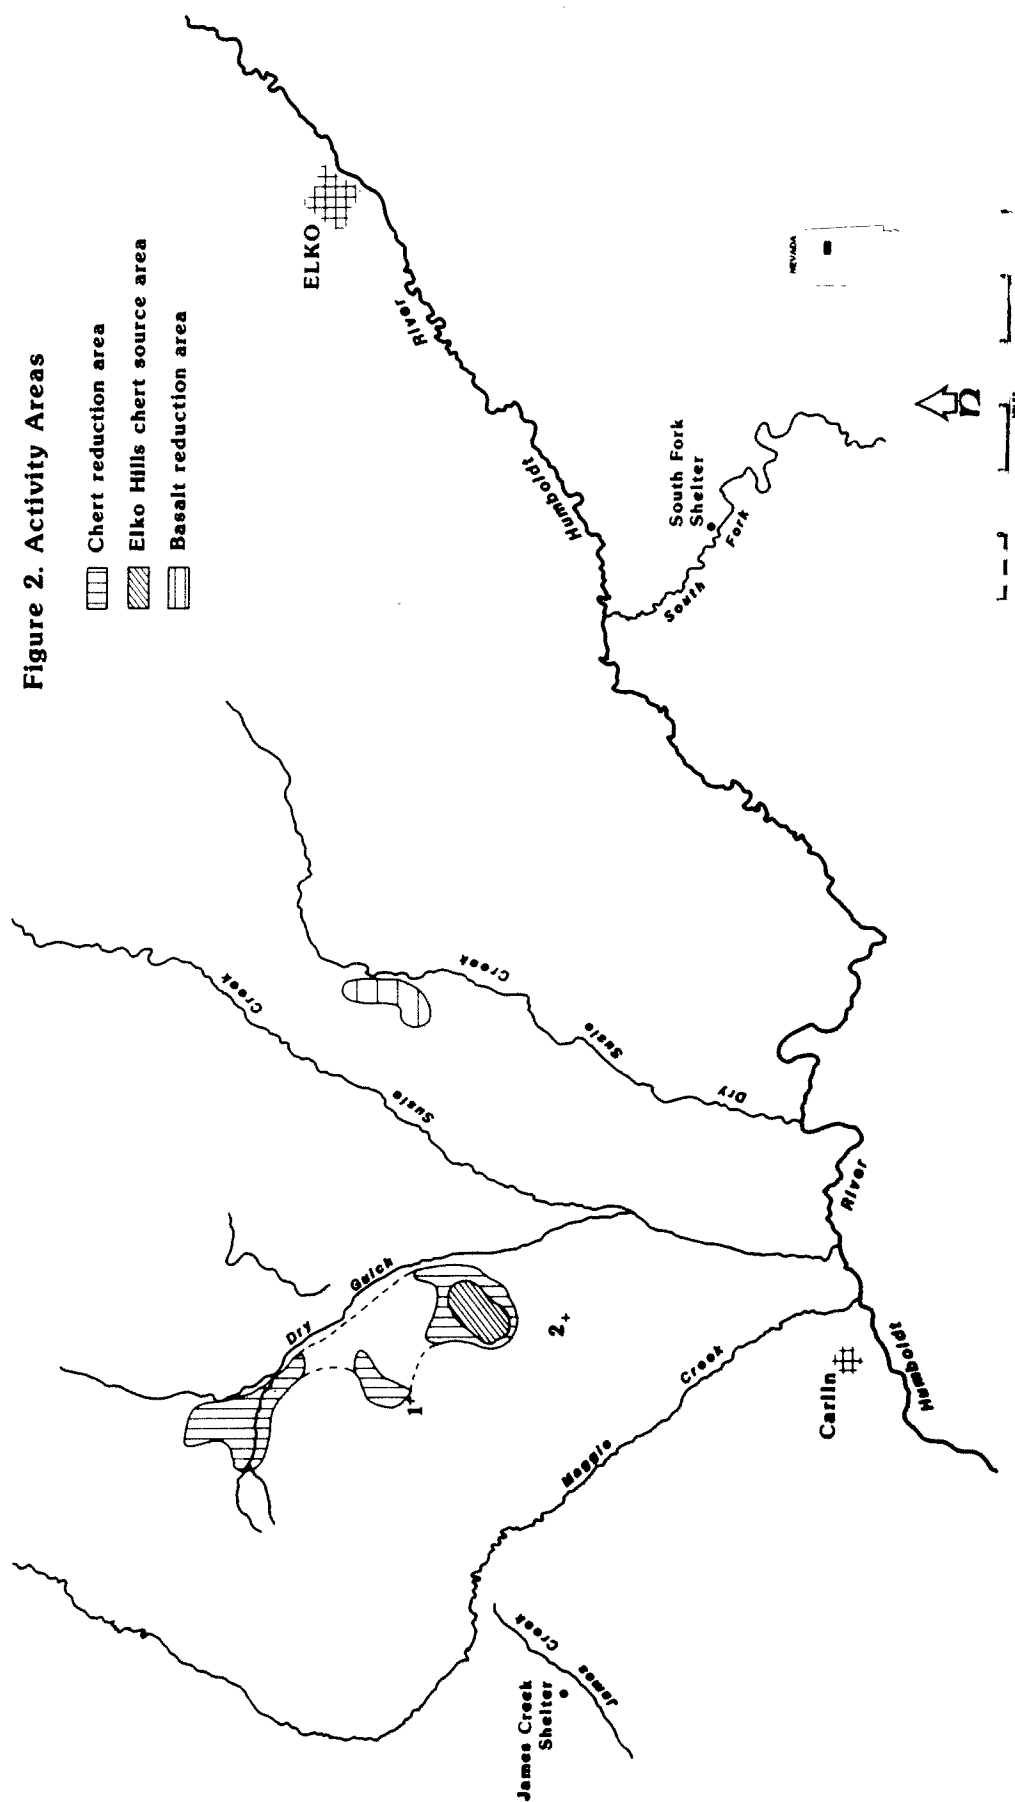 Figure 2. Activity Areas
Chert reduction area
Elko Hills chert source area
Basalt reduction area
ELKO
River
Humboldt
South Fork
Shelter
South
Fork
NEVADA
N
Creek
Susie
Creek
Susie
Dry
River
Gulch
Dry
1
2
Creek
Maggie
Carlin
Humboldt
James Creek
Shelter
Creek
James